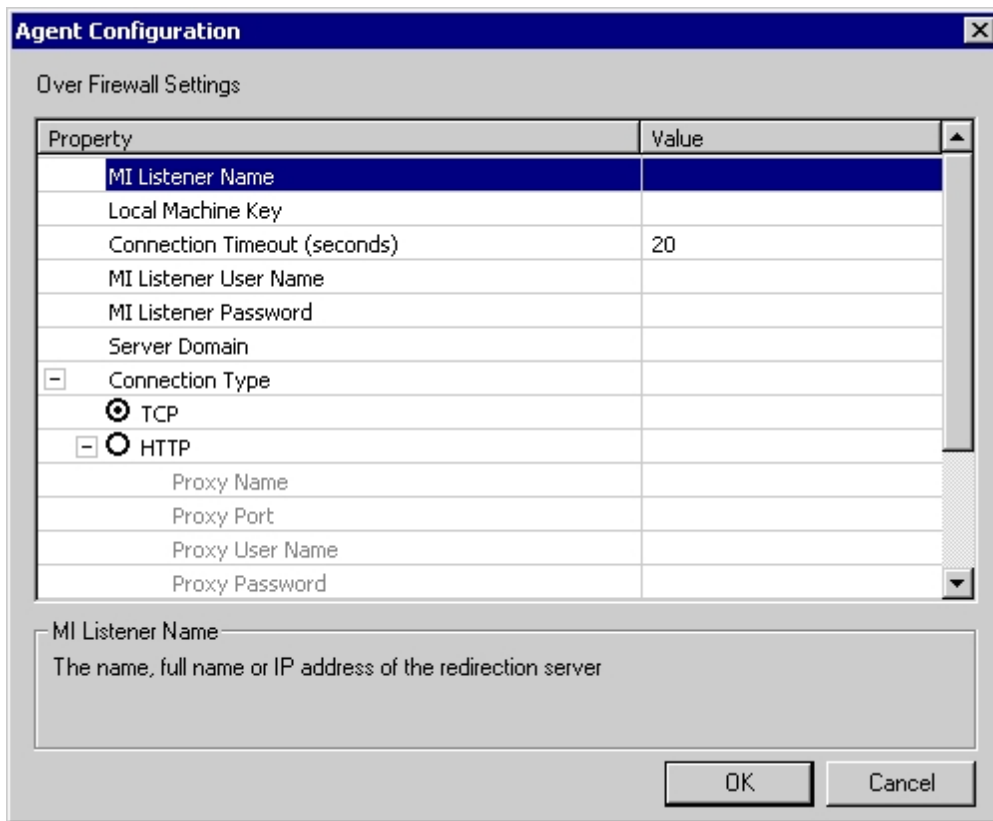 Agent Configuration
Over Firewall Settings
Property Value
MI Listener Name
Local Machine Key
Connection Timeout (seconds) 20
MI Listener User Name
MI Listener Password
Server Domain
Connection Type
TCP
HTTP
Proxy Name
Proxy Port
Proxy User Name
Proxy Password
MI Listener Name
The name, full name or IP address of the redirection server
OK Cancel